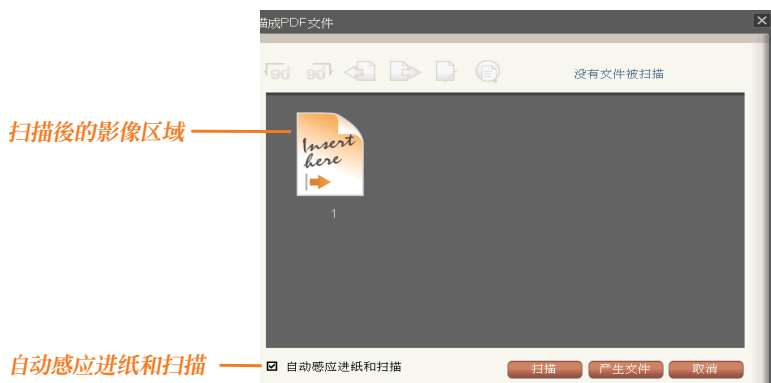 描成PDF文件
90 90
没有文件被扫描
扫描後的影像区域
Insert
here
1
自动感应进纸和扫描
自动感应进纸和扫描
扫描 产生文件 取消